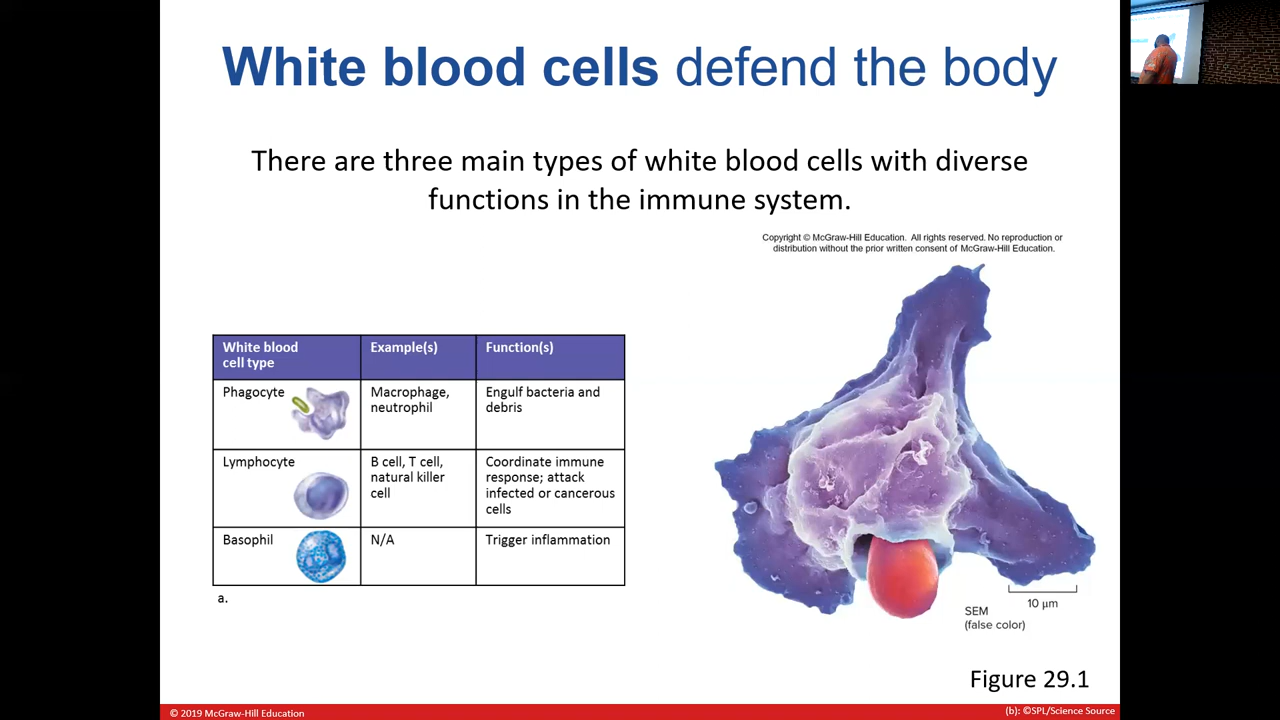 White blood cells defend the body
There are three main types of white blood cells with diverse
functions in the immune system.
Copyright © McGraw-Hill Education. All rights reserved. No reproduction or
distribution without the prior written consent of McGraw-Hill Education.
White blood
cell type
Example(s)
Function(s)
Phagocyte
Macrophage,
neutrophil
Engulf bacteria and
debris
Lymphocyte
B cell, T cell,
natural killer
cell
Coordinate immune
response; attack
infected or cancerous
cells
Basophil
N/A
Trigger inflammation
a.
10 μm
SEM
(false color)
Figure 29.1
© 2019 McGraw-Hill Education
(b): ©SPL/Science Source